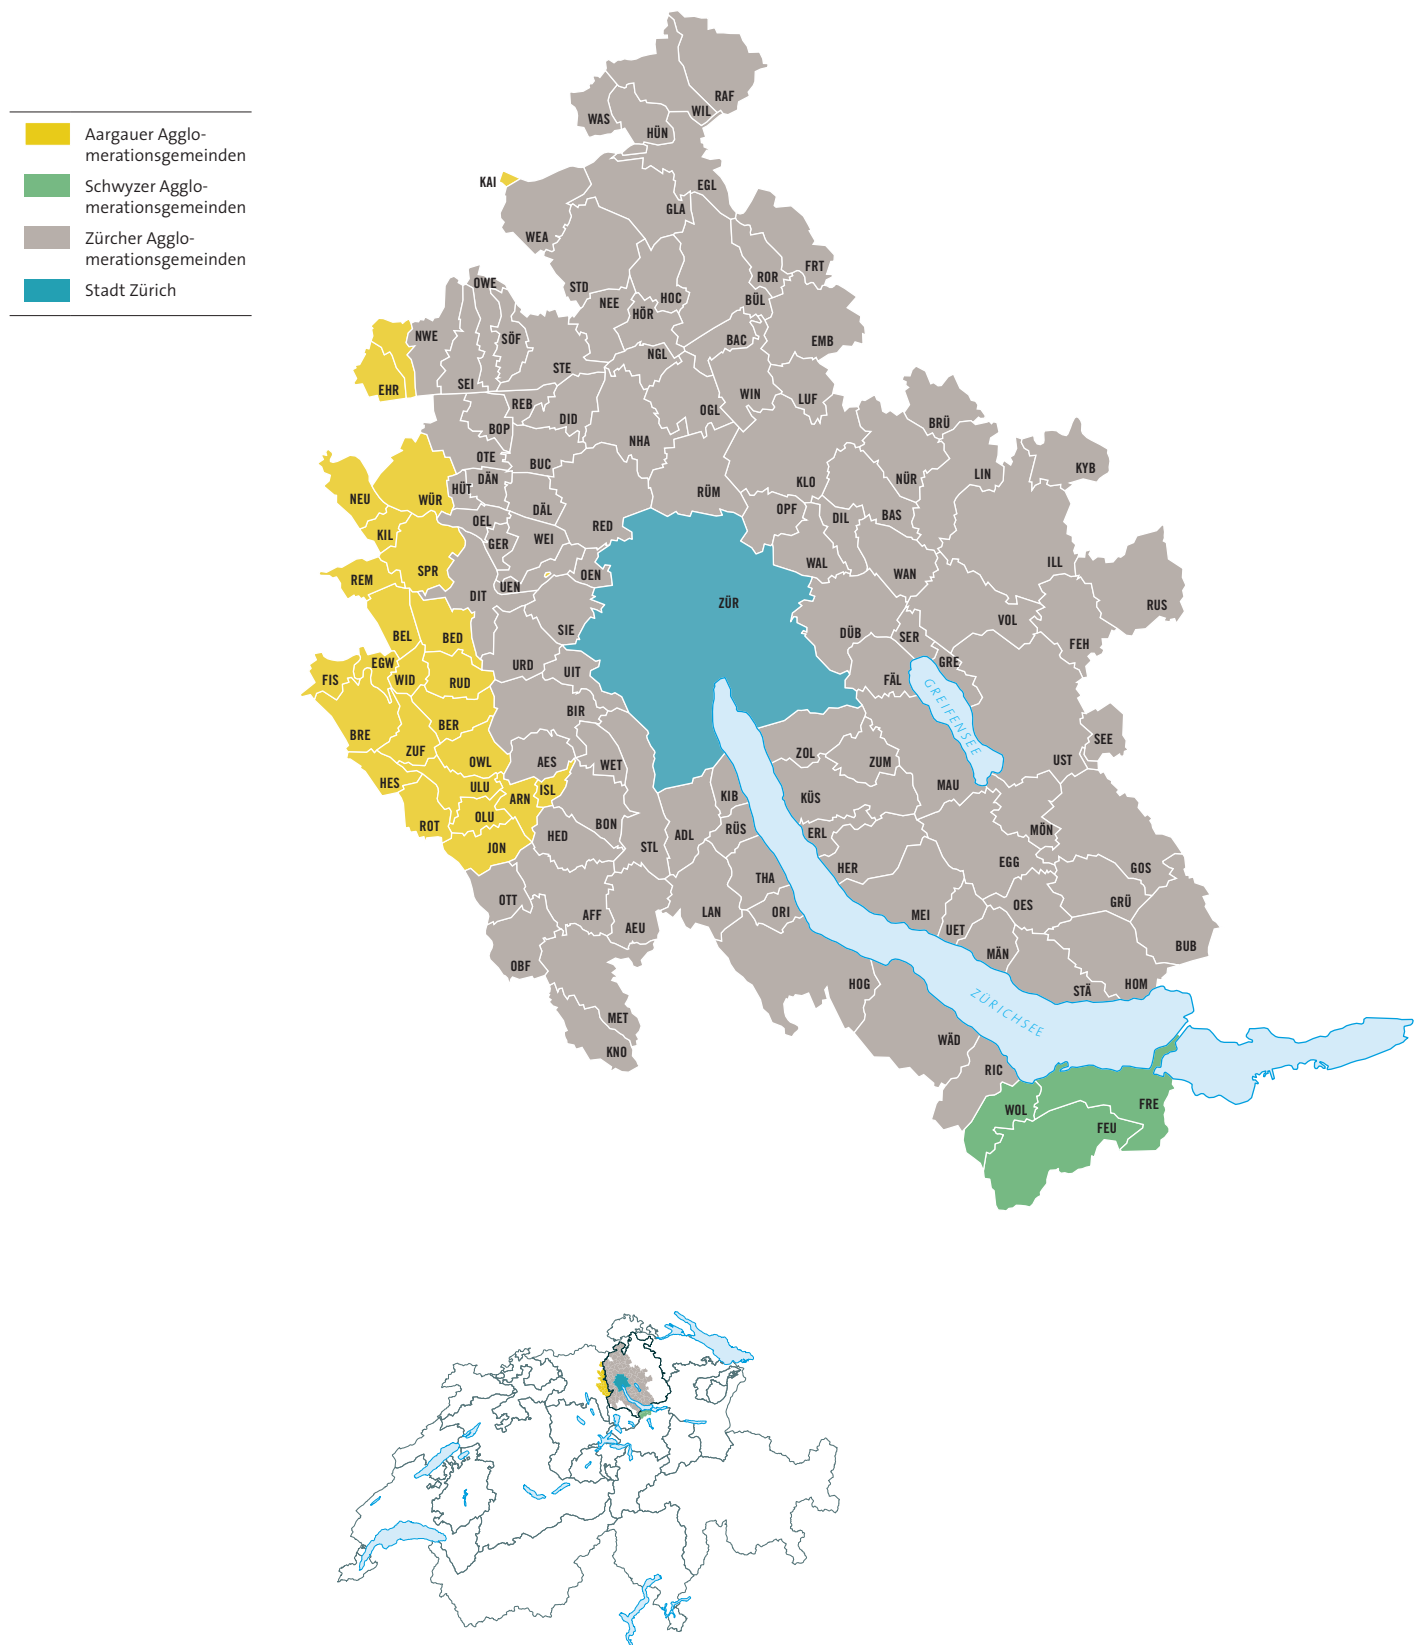 Aargauer Agglo-
merationsgemeinden
Schwyzer Agglo-
merationsgemeinden
Zürcher Agglo-
merationsgemeinden
Stadt Zürich
RAF
WIL
WAS
HÜN
KAI
EGL
GLA
WEA
FRT
ROR
OWE
STD
HOC
NEE
BÜL
HÖR
NWE
SÖF
BAC
EMB
NGL
STE
SEI
EHR
WIN
LUF
REB
OGL
DID
BRÜ
BOP
NHA
OTE
BUC
KYB
LIN
DÄN
NÜR
KLO
HÜT
RÜM
NEU
WÜR
DÄL
OPF
BAS
DIL
OEL
RED
KIL
WEI
GER
WAL
ILL
SPR
WAN
OEN
REM
UEN
DIT
ZÜR
RUS
VOL
SIE
DÜB
BEL
BED
SER
FEH
EGW
GRE
URD
UIT
FIS
WID
RUD
FÄL
GREIFENSEE
BIR
BER
BRE
SEE
ZUF
ZOL
UST
OWL
AES
WET
ZUM
HES
ULU
ISL
MAU
ARN
KIB
KÜS
OLU
ROT
BON
RÜS
MÖN
HED
ADL
ERL
JON
STL
EGG
HER
GOS
THA
OTT
GRÜ
OES
LAN
ORI
AFF
MEI
AEU
UET
BUB
MÄN
OBF
HOG
HOM
STÄ
ZÜRICHSEE
MET
WÄD
KNO
RIC
FRE
WOL
FEU